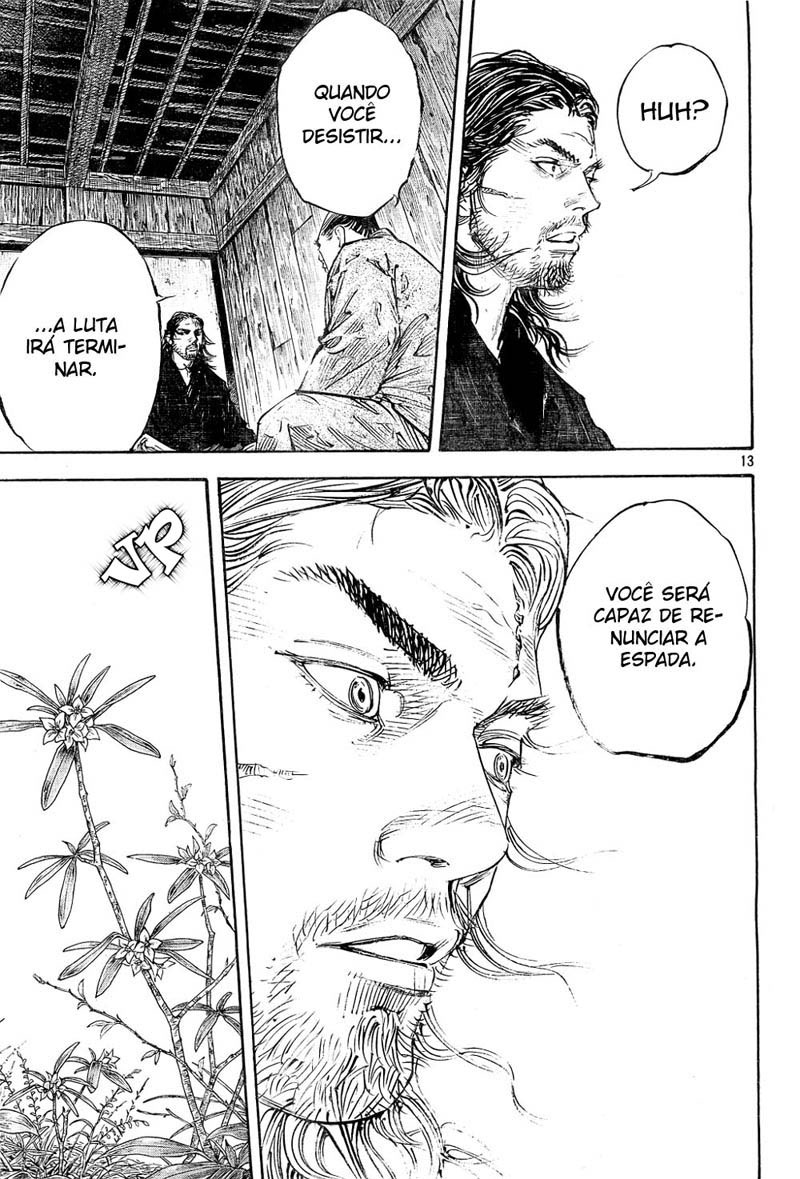 HUH?
QUANDO
VOCÊ
DESISTIR...
...A LUTA
IRÁ TERMI-
NAR.
13
VOCÊ SERÁ
CAPAZ DE RE-
NUNCIAR A
ESPADA.
VP